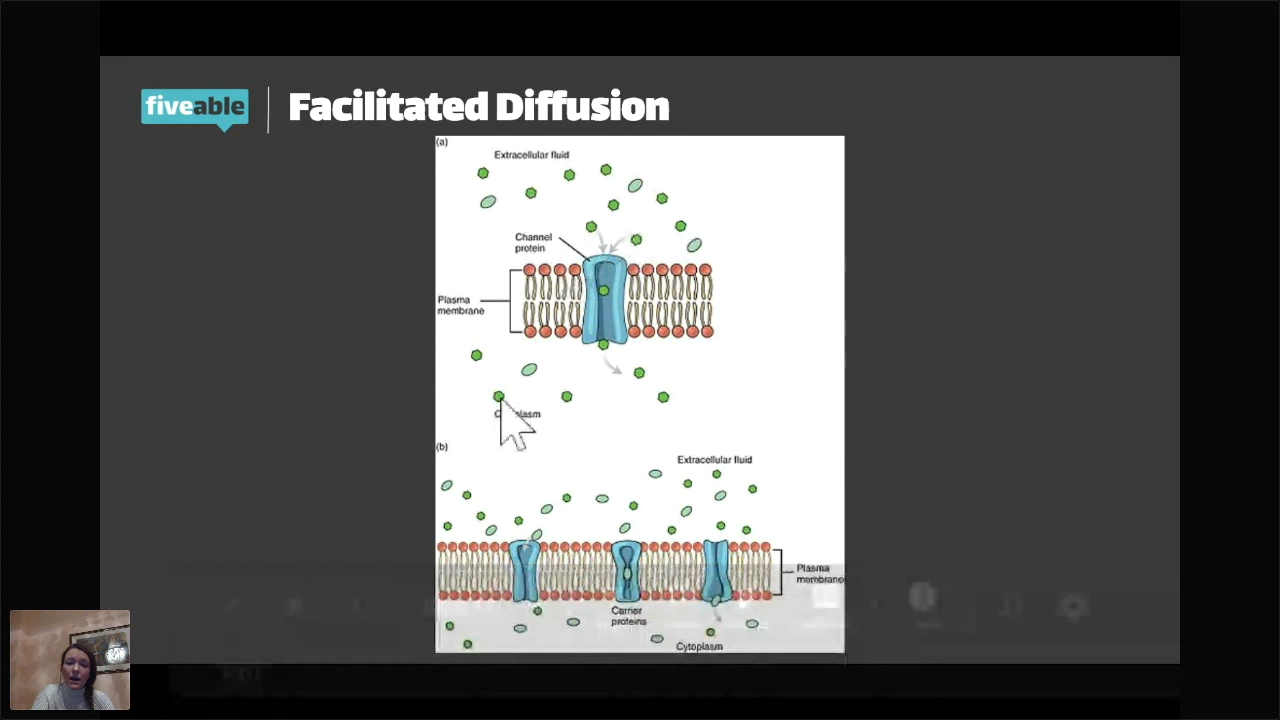 fiveable
Facilitated Diffusion
(a)
Extracellular fluid
Channel
protein
Plasma
membrane
(b)
Extracellular fluid
Plasma
membrane
Carrier
proteins
Cytoplasm